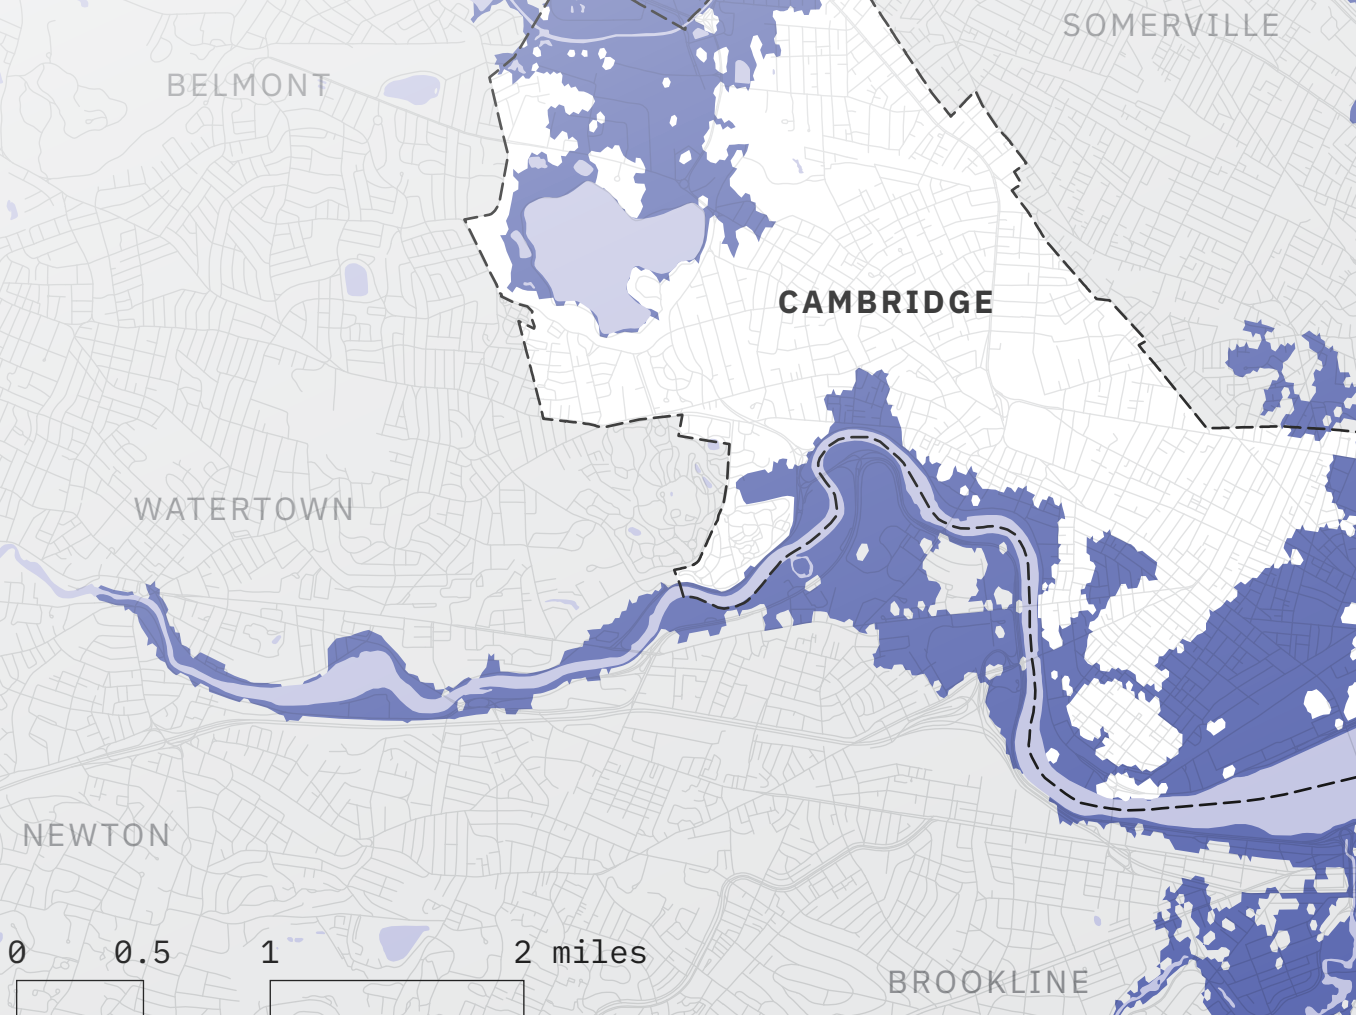 SOMERVILLE
BELMONT
CAMBRIDGE
WATERTOWN
NEWTON
0 0.5 1 2 miles
BROOKLINE